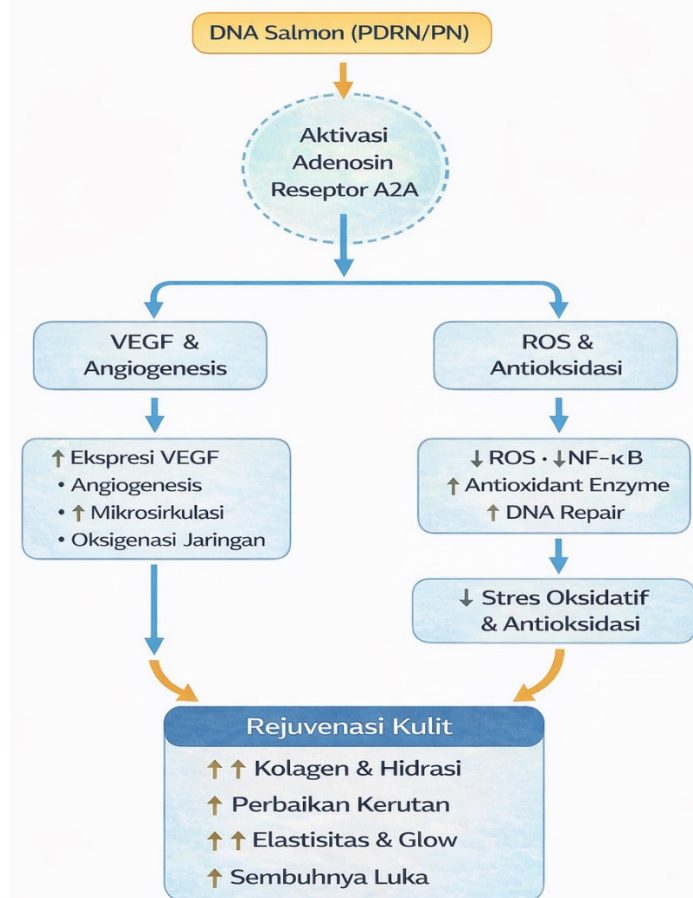 DNA Salmon (PDRN/PN)
Aktivasi
Adenosin
Reseptor A2A
VEGF &
Angiogenesis
↑ Ekspresi VEGF
• Angiogenesis
• ↑ Mikrosirkulasi
• Oksigenasi Jaringan
ROS &
Antioksidasi
↓ ROS · ↓NF-κB
↑ Antioxidant Enzyme
↑ DNA Repair
↓ Stres Oksidatif
& Antioksidasi
Rejuvenasi Kulit
↑ ↑ Kolagen & Hidrasi
↑ Perbaikan Kerutan
↑ ↑ Elastisitas & Glow
↑ Sembuhnya Luka